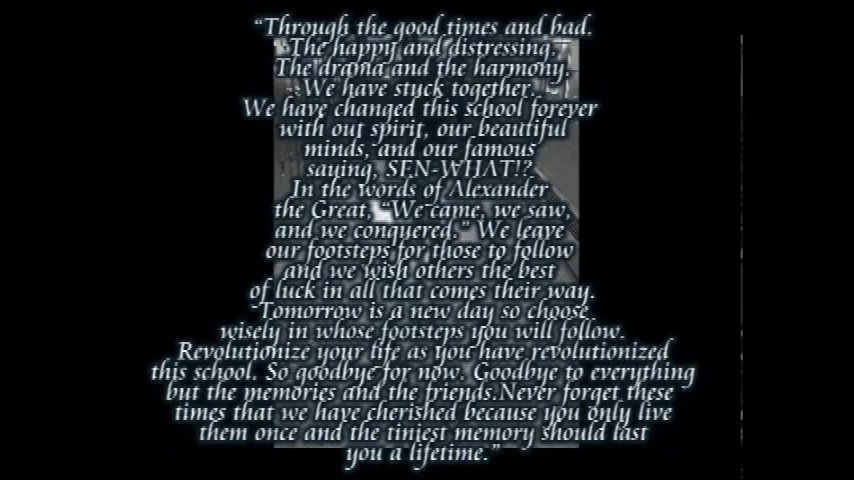 “Through the good times and bad.
The happy and distressing.
The drama and the harmony.
We have stuck together.
We have changed this school forever
with out spirit, our beautiful
minds, and our famous
saying, SEN-WHAT!?
In the words of Alexander
the Great, “We came, we saw,
and we conquered.” We leave
our footsteps for those to follow
and we wish others the best
of luck in all that comes their way.
Tomorrow is a new day so choose
wisely in whose footsteps you will follow.
Revolutionize your life as you have revolutionized
this school. So goodbye for now. Goodbye to everything
but the memories and the friends.Never forget these
times that we have cherished because you only live
them once and the tiniest memory should last
you a lifetime.”